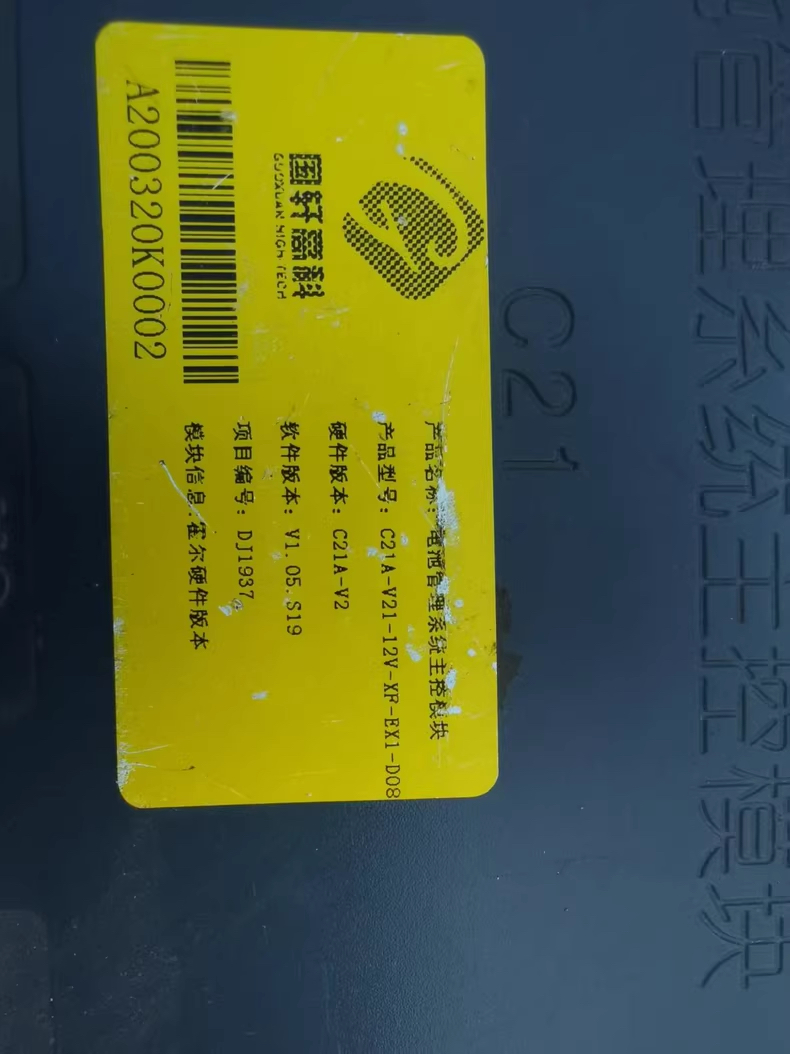 管理系统主控模块
C21
国轩高科
GUOXUAN HIGH-TECH
A200320K0002
产品名称:电池管理系统主控模块
产品型号:C21A-V21-12V-XF-EX1-D08
硬件版本:C21A-V2
软件版本:V1.05.S19
项目编号:DJ1937
模块信息:霍尔硬件版本